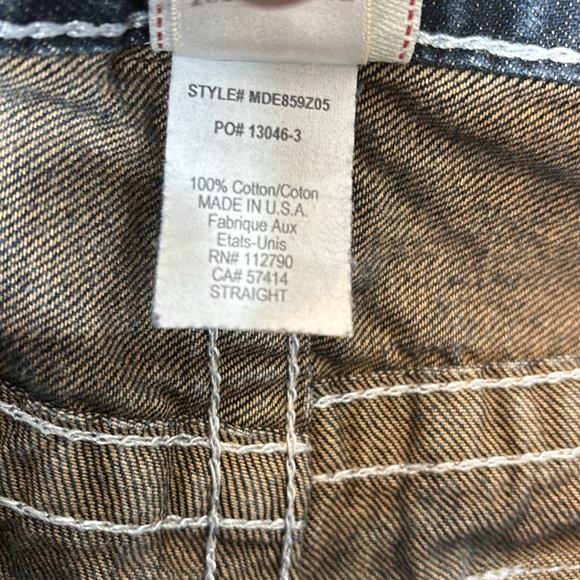 STYLE# MDE859Z05
PO# 13046-3
100% Cotton/Coton
MADE IN U.S.A.
Fabrique Aux
Etats-Unis
RN# 112790
CA# 57414
STRAIGHT